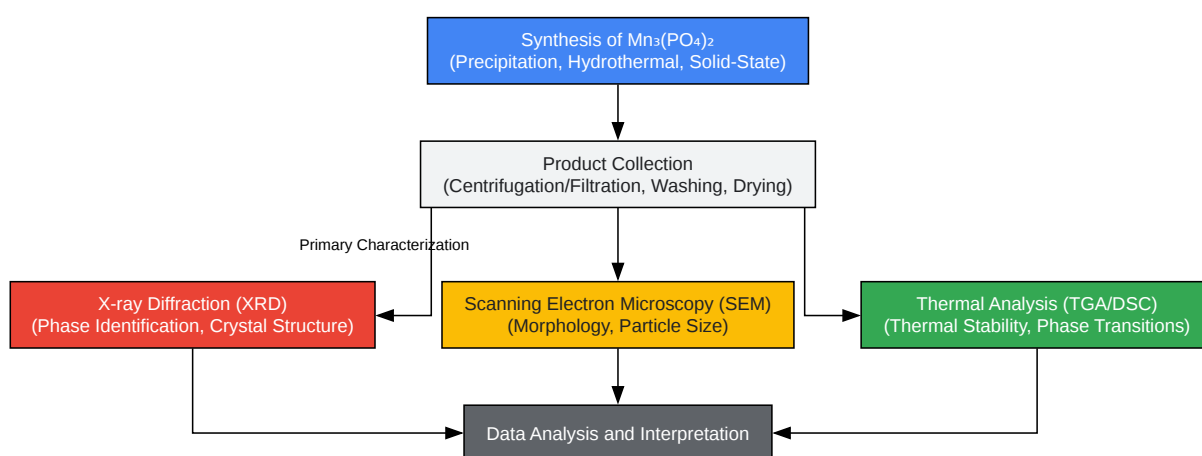 Synthesis of Mn₃(PO₄)₂
(Precipitation, Hydrothermal, Solid-State)
Product Collection
(Centrifugation/Filtration, Washing, Drying)
Primary Characterization
X-ray Diffraction (XRD)
(Phase Identification, Crystal Structure)
Scanning Electron Microscopy (SEM)
(Morphology, Particle Size)
Thermal Analysis (TGA/DSC)
(Thermal Stability, Phase Transitions)
Data Analysis and Interpretation